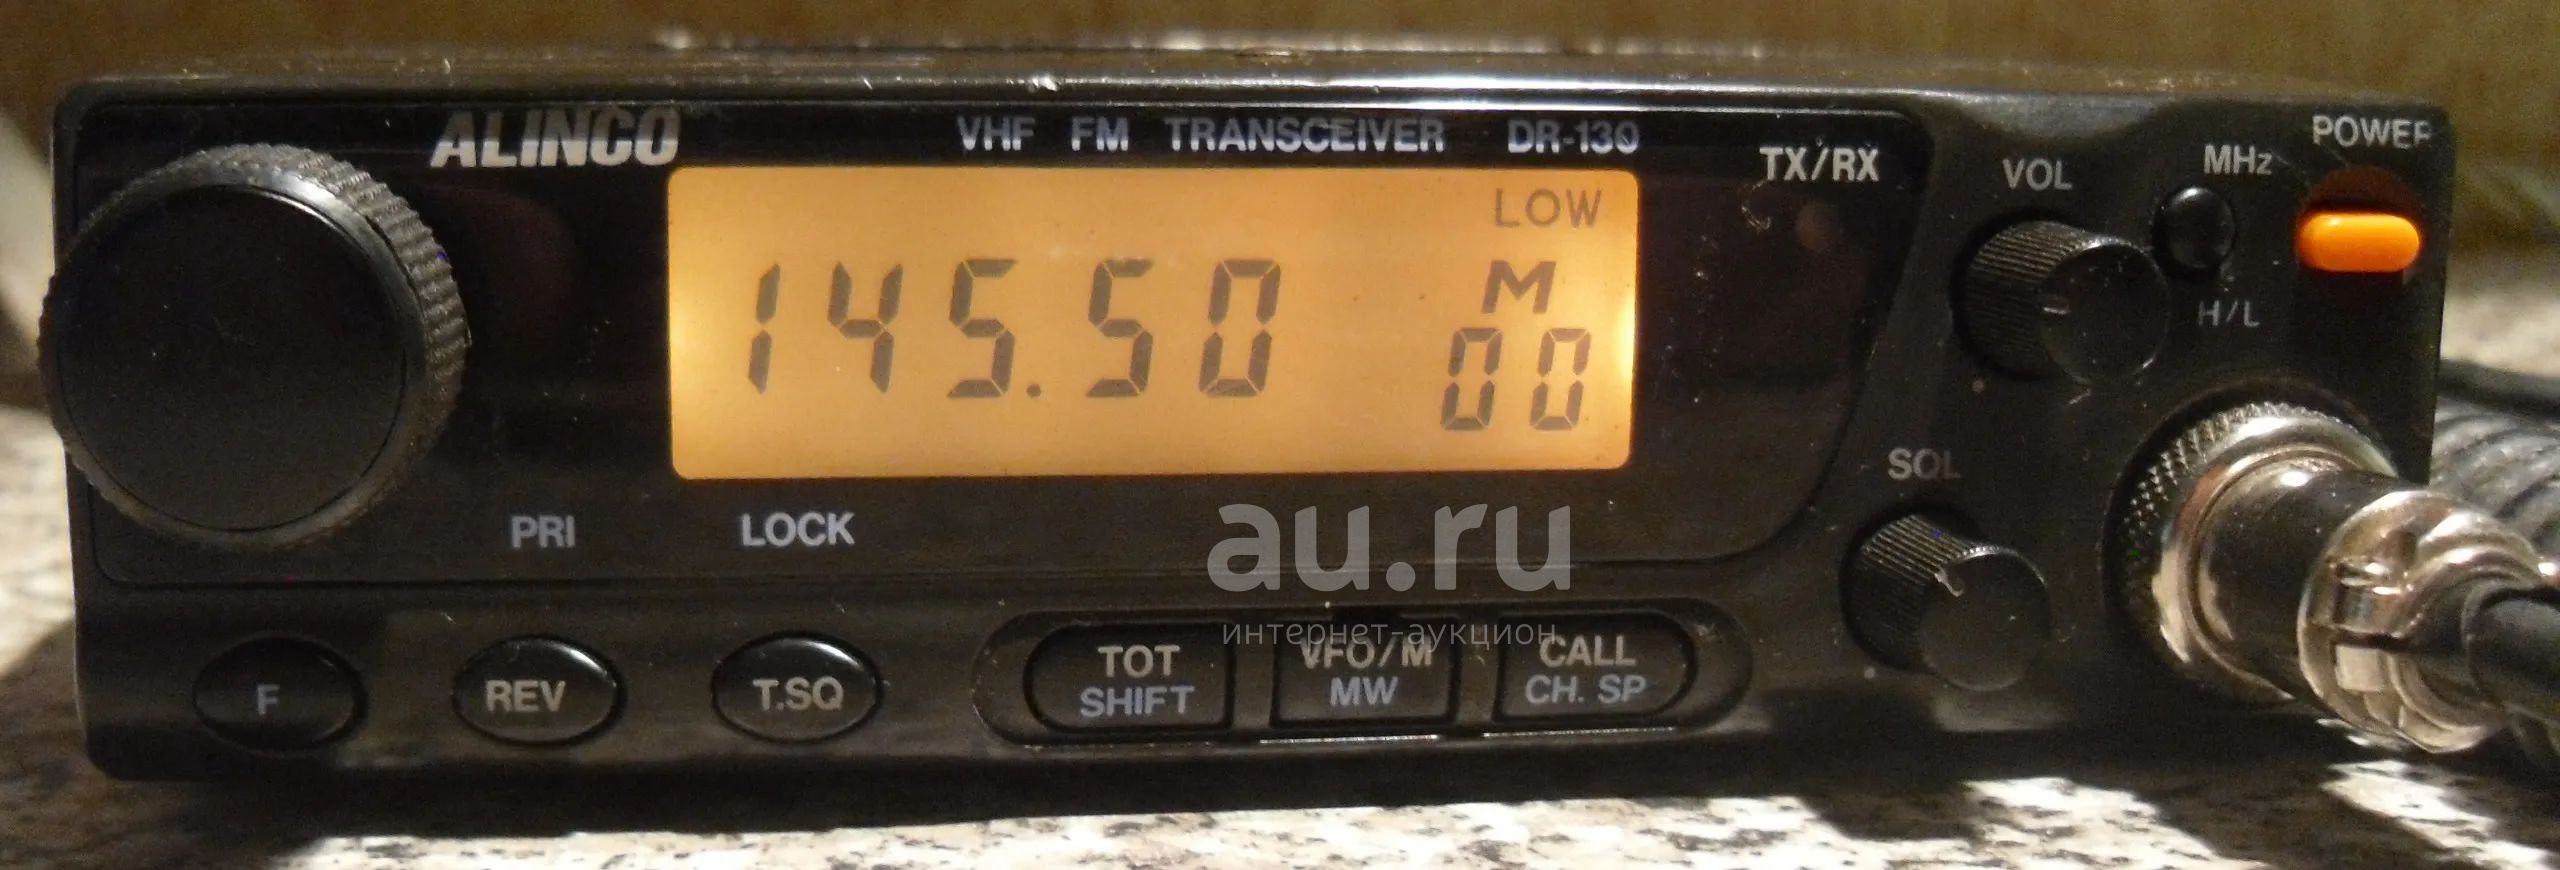 ALINCO VHF FM TRANSCEIVER DR-130
TX/RX
VOL
MHz
POWER
LOW
145.50
M
00
H/L
SQL
PRI
LOCK
au.ru
интернет-аукцион
F
REV
T.SQ
TOT
SHIFT
VFO/M
MW
CALL
CH. SP